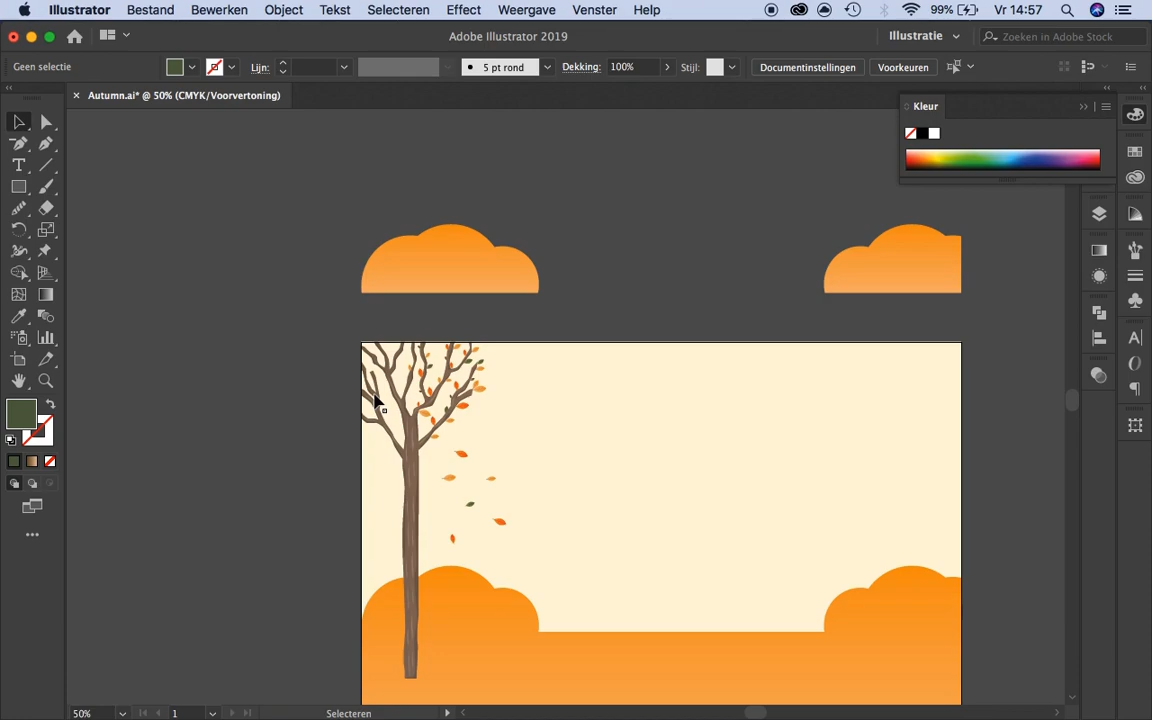 Illustrator Bestand Bewerken Object Tekst Selecteren Effect Weergave Venster Help 99% Vr 14:57
Adobe Illustrator 2019 Illustratie Zoeken in Adobe Stock
Geen selectie Lijn: 5 pt rond Dekking: 100% Stijl: Documentinstellingen Voorkeuren
Autumn.ai* @ 50% (CMYK/Voorvertoning)
Kleur
50% 1 Selecteren